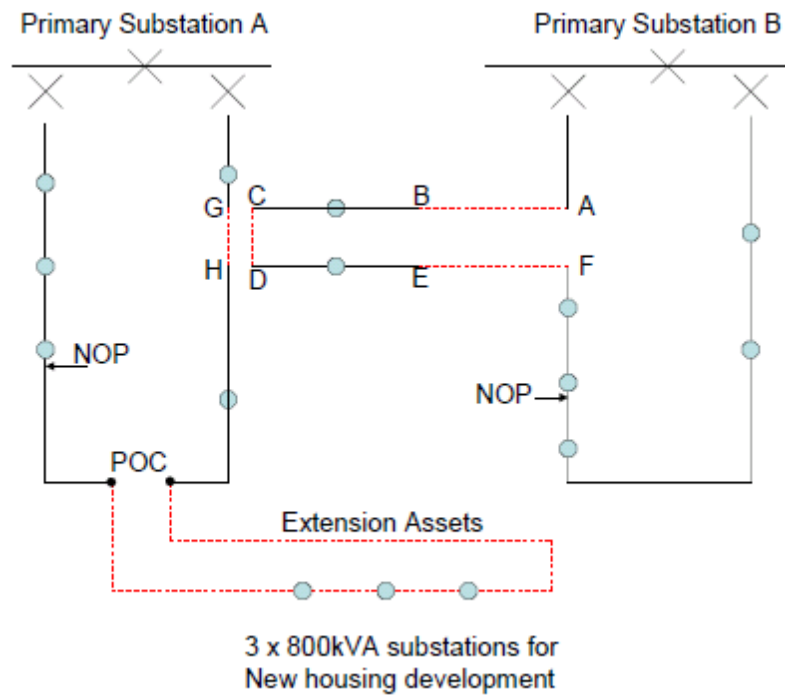 Primary Substation A
Primary Substation B
G
C
B
A
H
D
E
F
NOP
NOP
POC
Extension Assets
3 x 800kVA substations for
New housing development